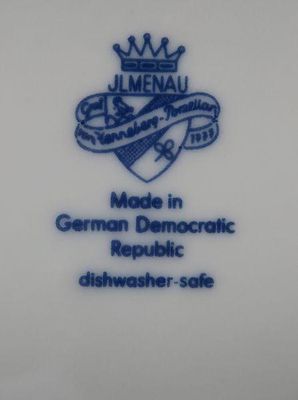 JLMENAU
Graf
von Henneberg-Porzellan
1777
Made in
German Democratic
Republic
dishwasher-safe